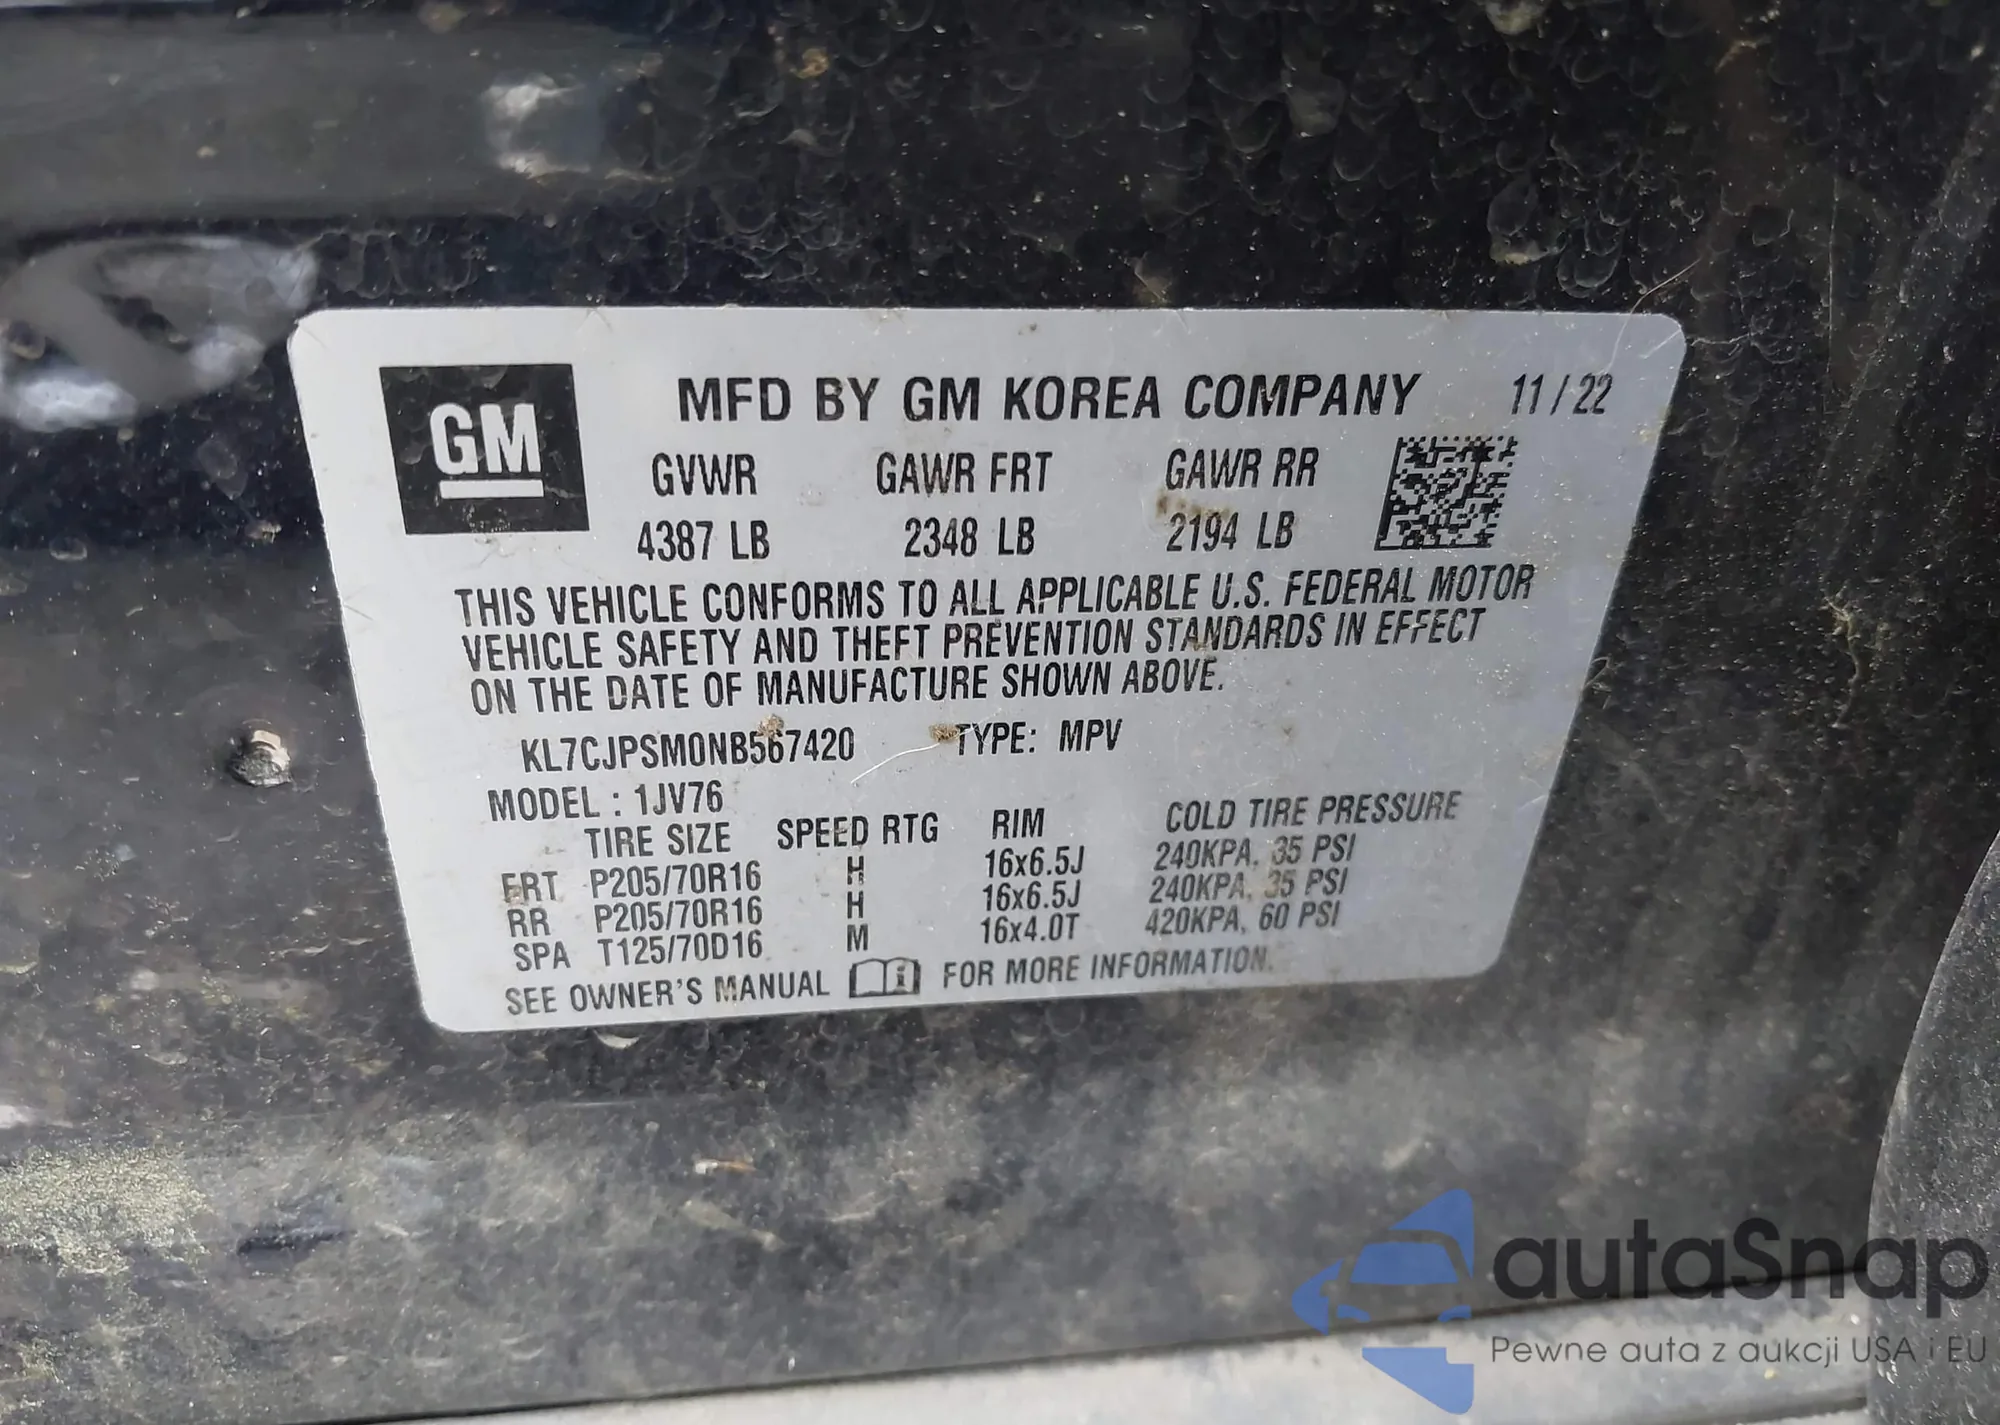 GM
MFD BY GM KOREA COMPANY 11/22
GVWR GAWR FRT GAWR RR
4387 LB 2348 LB 2194 LB
THIS VEHICLE CONFORMS TO ALL APPLICABLE U.S. FEDERAL MOTOR
VEHICLE SAFETY AND THEFT PREVENTION STANDARDS IN EFFECT
ON THE DATE OF MANUFACTURE SHOWN ABOVE.
KL7CJPSM0NB567420 TYPE: MPV
MODEL : 1JV76
TIRE SIZE SPEED RTG RIM COLD TIRE PRESSURE
FRT P205/70R16 H 16x6.5J 240KPA, 35 PSI
RR P205/70R16 H 16x6.5J 240KPA, 35 PSI
SPA T125/70D16 M 16x4.0T 420KPA, 60 PSI
SEE OWNER'S MANUAL FOR MORE INFORMATION.
autaSnap
Pewne auta z aukcji USA i EU